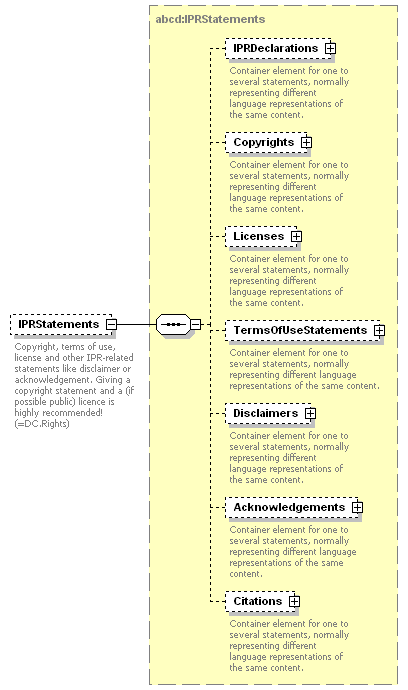 abcd:IPRStatements
IPRDeclarations
Container element for one to
several statements, normally
representing different
language representations of
the same content.
Copyrights
Container element for one to
several statements, normally
representing different
language representations of
the same content.
Licenses
Container element for one to
several statements, normally
representing different
language representations of
the same content.
IPRStatements
Copyright, terms of use,
license and other IPR-related
statements like disclaimer or
acknowledgement. Giving a
copyright statement and a (if
possible public) licence is
highly recommended!
(=DC.Rights)
TermsOfUseStatements
Container element for one to
several statements, normally
representing different language
representations of the same content.
Disclaimers
Container element for one to
several statements, normally
representing different
language representations of
the same content.
Acknowledgements
Container element for one to
several statements, normally
representing different language
representations of the same
content.
Citations
Container element for one to
several statements, normally
representing different
language representations of
the same content.